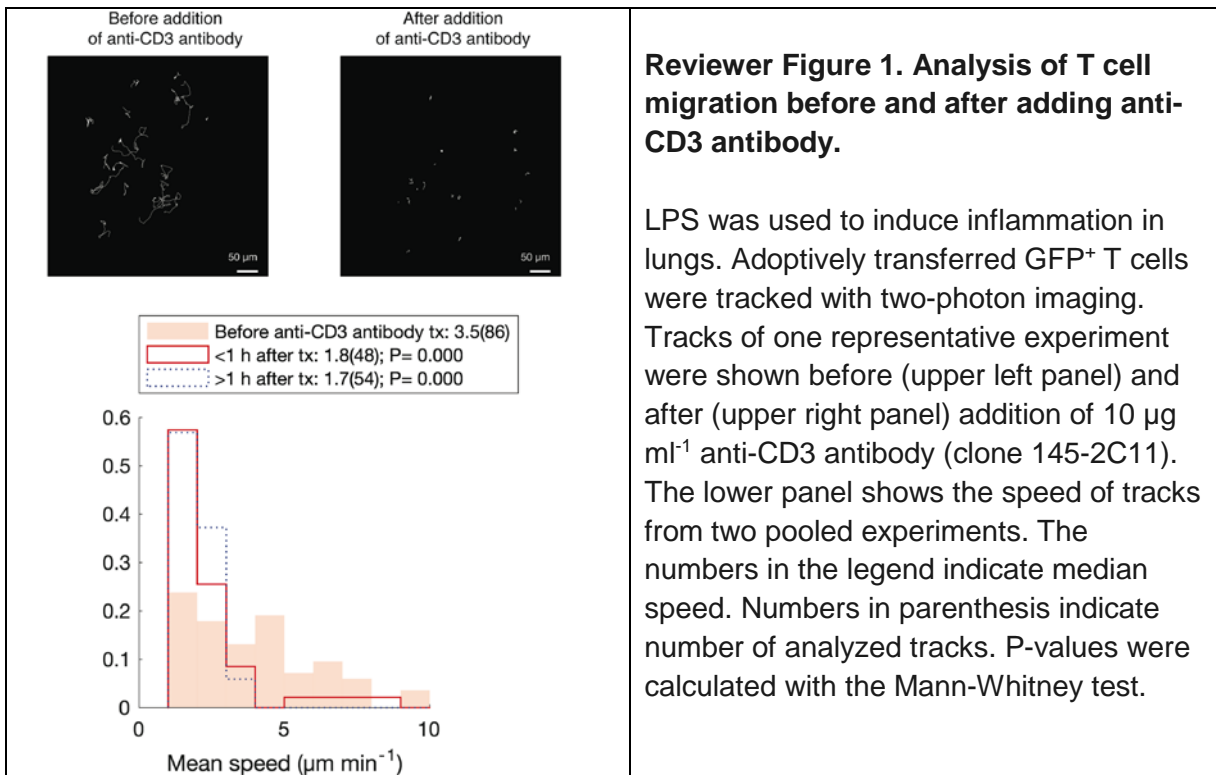 Before addition
of anti-CD3 antibody
After addition
of anti-CD3 antibody
50 µm
50 µm
Before anti-CD3 antibody tx: 3.5(86)
<1 h after tx: 1.8(48); P= 0.000
>1 h after tx: 1.7(54); P= 0.000
0.6
0.5
0.4
0.3
0.2
0.1
0
0
5
10
Mean speed (µm min⁻¹)
Reviewer Figure 1. Analysis of T cell
migration before and after adding anti-
CD3 antibody.
LPS was used to induce inflammation in
lungs. Adoptively transferred GFP⁺ T cells
were tracked with two-photon imaging.
Tracks of one representative experiment
were shown before (upper left panel) and
after (upper right panel) addition of 10 µg
ml⁻¹ anti-CD3 antibody (clone 145-2C11).
The lower panel shows the speed of tracks
from two pooled experiments. The
numbers in the legend indicate median
speed. Numbers in parenthesis indicate
number of analyzed tracks. P-values were
calculated with the Mann-Whitney test.